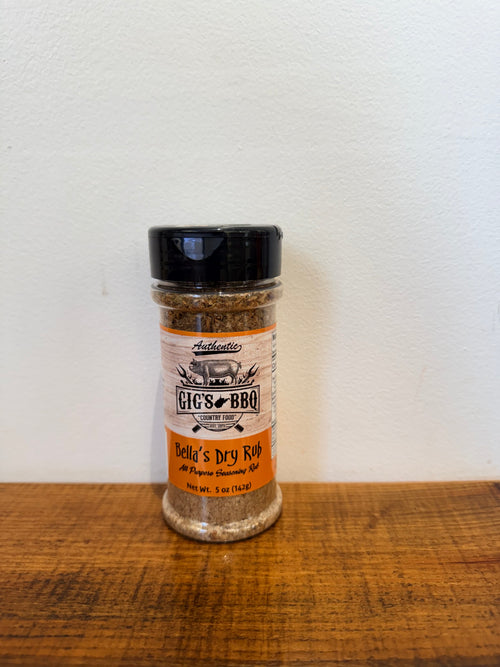 Authentic
GIG'S BBQ
"COUNTRY FOOD"
Bella's Dry Rub
All Purpose Seasoning Rub
Net Wt. 5 oz (142g)